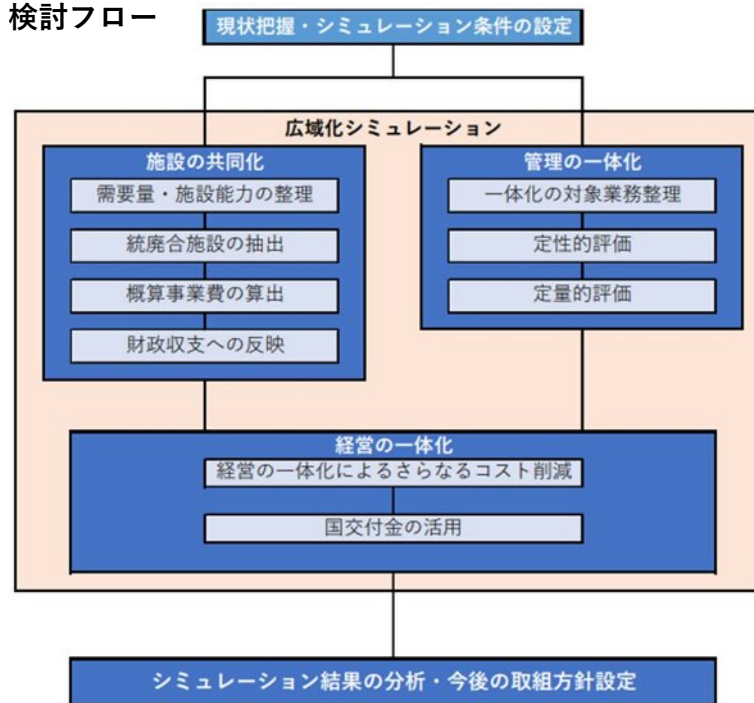 検討フロー
現状把握・シミュレーション条件の設定
広域化シミュレーション
施設の共同化
需要量・施設能力の整理
統廃合施設の抽出
概算事業費の算出
財政収支への反映
管理の一体化
一体化の対象業務整理
定性的評価
定量的評価
経営の一体化
経営の一体化によるさらなるコスト削減
国交付金の活用
シミュレーション結果の分析・今後の取組方針設定